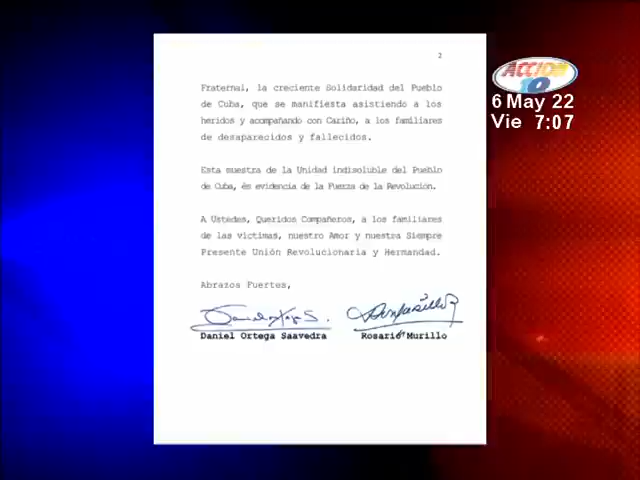 2
Fraternal, la creciente Solidaridad del Pueblo
de Cuba, que se manifiesta asistiendo a los
heridos y acompañando con Cariño, a los familiares
de desaparecidos y fallecidos.
Esta muestra de la Unidad indisoluble del Pueblo
de Cuba, es evidencia de la Fuerza de la Revolución.
A Ustedes, Queridos Compañeros, a los familiares
de las víctimas, nuestro Amor y nuestra Siempre
Presente Unión Revolucionaria y Hermandad.
Abrazos Fuertes,
Daniel Ortega Saavedra
Rosario Murillo
ACCION
10
6 May 22
Vie 7:07